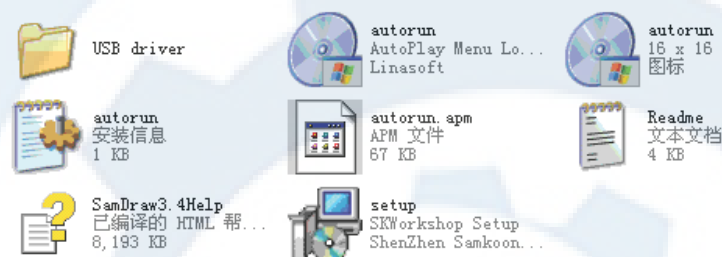 USB driver
autorun
AutoPlay Menu Lo...
Linasoft
autorun
16 x 16
图标
autorun
安装信息
1 KB
autorun.apm
APM 文件
67 KB
Readme
文本文档
4 KB
SamDraw3.4Help
已编译的 HTML 帮...
8,193 KB
setup
SKWorkshop Setup
ShenZhen Samkoon...